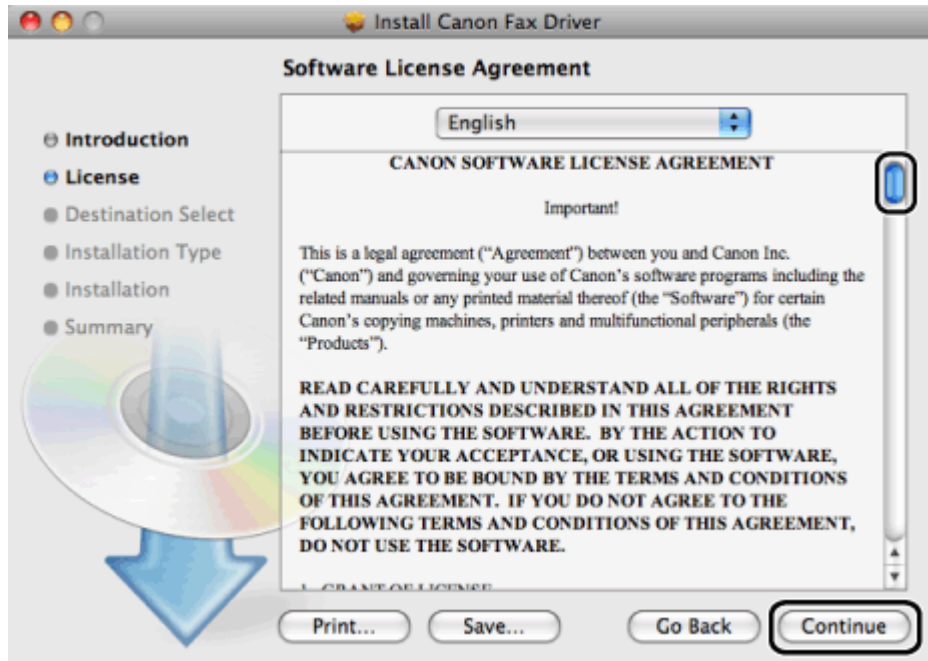 Install Canon Fax Driver
Software License Agreement
Introduction
License
Destination Select
Installation Type
Installation
Summary
English
CANON SOFTWARE LICENSE AGREEMENT
Important!
This is a legal agreement (“Agreement”) between you and Canon Inc.
(“Canon”) and governing your use of Canon’s software programs including the
related manuals or any printed material thereof (the “Software”) for certain
Canon’s copying machines, printers and multifunctional peripherals (the
“Products”).
READ CAREFULLY AND UNDERSTAND ALL OF THE RIGHTS
AND RESTRICTIONS DESCRIBED IN THIS AGREEMENT
BEFORE USING THE SOFTWARE. BY THE ACTION TO
INDICATE YOUR ACCEPTANCE, OR USING THE SOFTWARE,
YOU AGREE TO BE BOUND BY THE TERMS AND CONDITIONS
OF THIS AGREEMENT. IF YOU DO NOT AGREE TO THE
FOLLOWING TERMS AND CONDITIONS OF THIS AGREEMENT,
DO NOT USE THE SOFTWARE.
1. GRANT OF LICENSE
Print...
Save...
Go Back
Continue